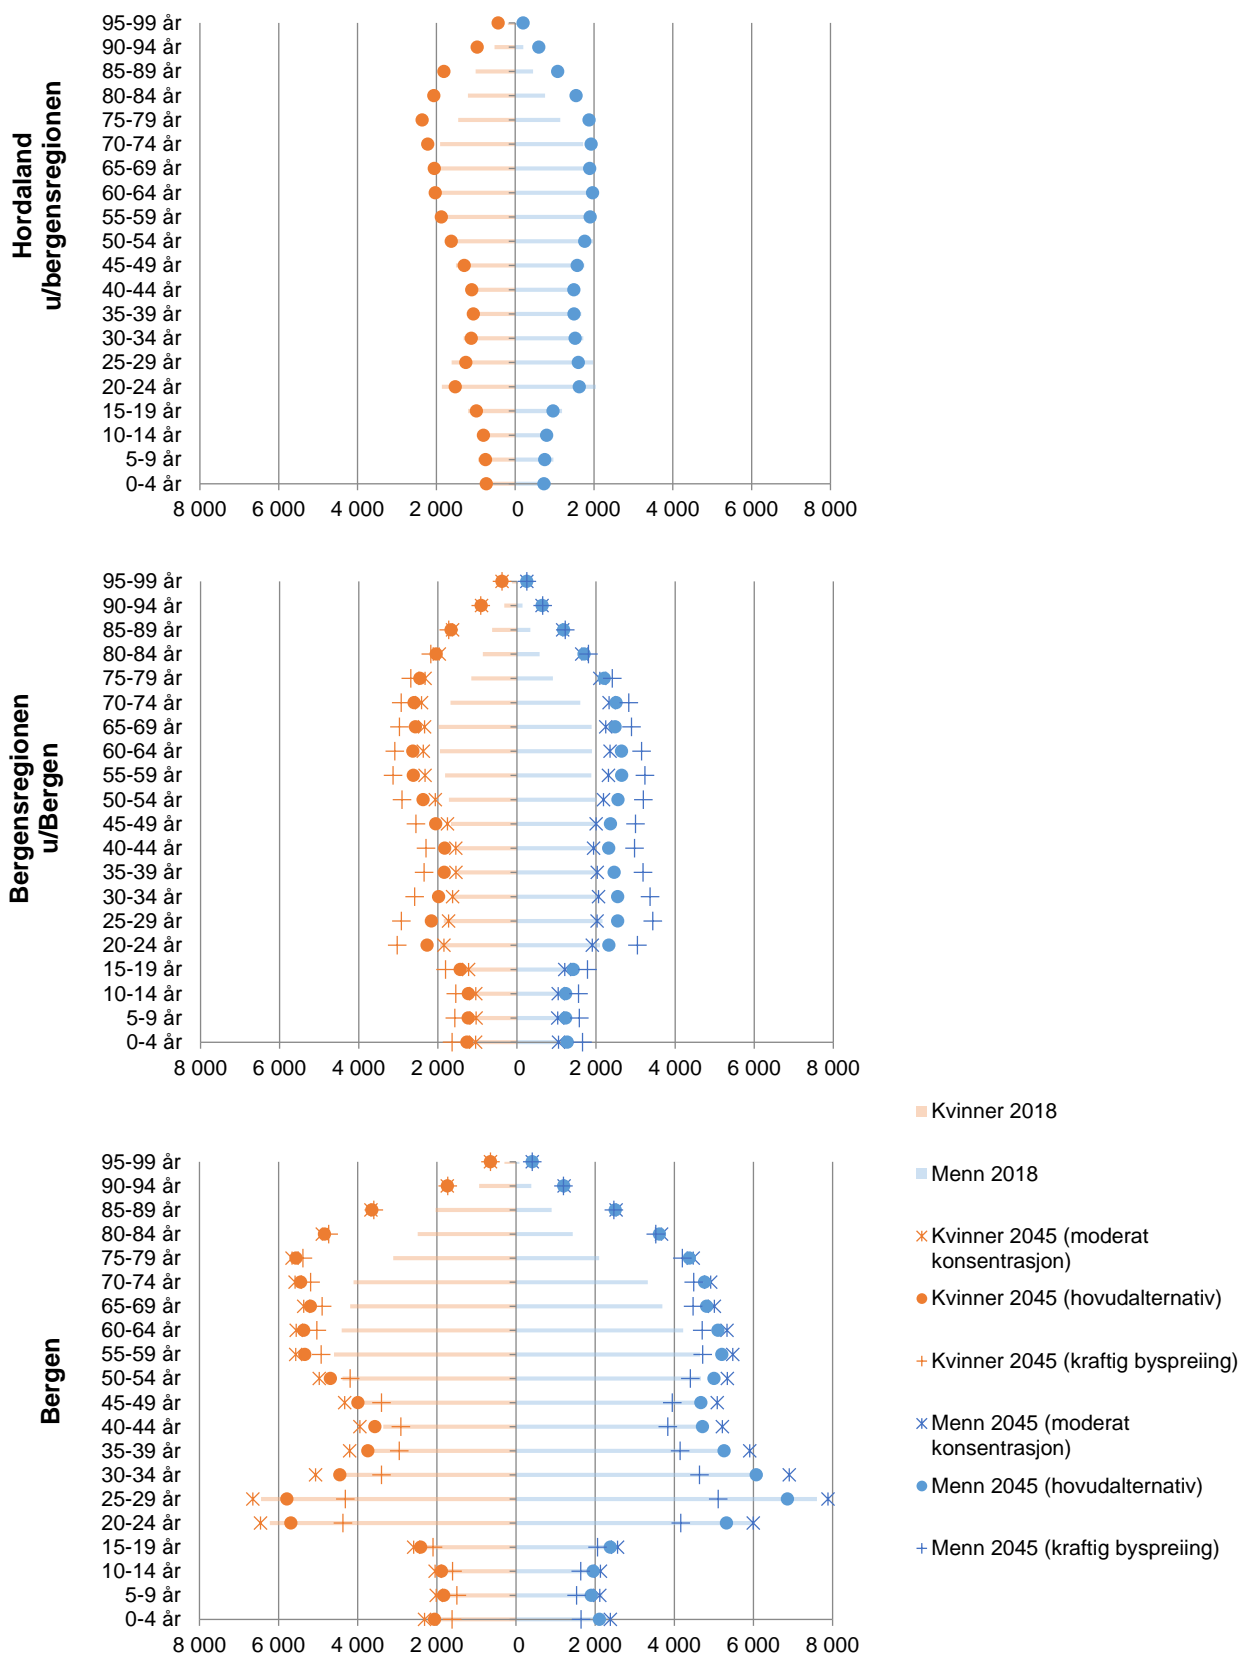 Hordaland
u/bergensregionen
95-99 år
90-94 år
85-89 år
80-84 år
75-79 år
70-74 år
65-69 år
60-64 år
55-59 år
50-54 år
45-49 år
40-44 år
35-39 år
30-34 år
25-29 år
20-24 år
15-19 år
10-14 år
5-9 år
0-4 år
8 000 6 000 4 000 2 000 0 2 000 4 000 6 000 8 000
Bergensregionen
u/Bergen
95-99 år
90-94 år
85-89 år
80-84 år
75-79 år
70-74 år
65-69 år
60-64 år
55-59 år
50-54 år
45-49 år
40-44 år
35-39 år
30-34 år
25-29 år
20-24 år
15-19 år
10-14 år
5-9 år
0-4 år
8 000 6 000 4 000 2 000 0 2 000 4 000 6 000 8 000
Bergen
95-99 år
90-94 år
85-89 år
80-84 år
75-79 år
70-74 år
65-69 år
60-64 år
55-59 år
50-54 år
45-49 år
40-44 år
35-39 år
30-34 år
25-29 år
20-24 år
15-19 år
10-14 år
5-9 år
0-4 år
8 000 6 000 4 000 2 000 0 2 000 4 000 6 000 8 000
Kvinner 2018
Menn 2018
Kvinner 2045 (moderat
konsentrasjon)
Kvinner 2045 (hovudalternativ)
Kvinner 2045 (kraftig byspreiing)
Menn 2045 (moderat
konsentrasjon)
Menn 2045 (hovudalternativ)
Menn 2045 (kraftig byspreiing)